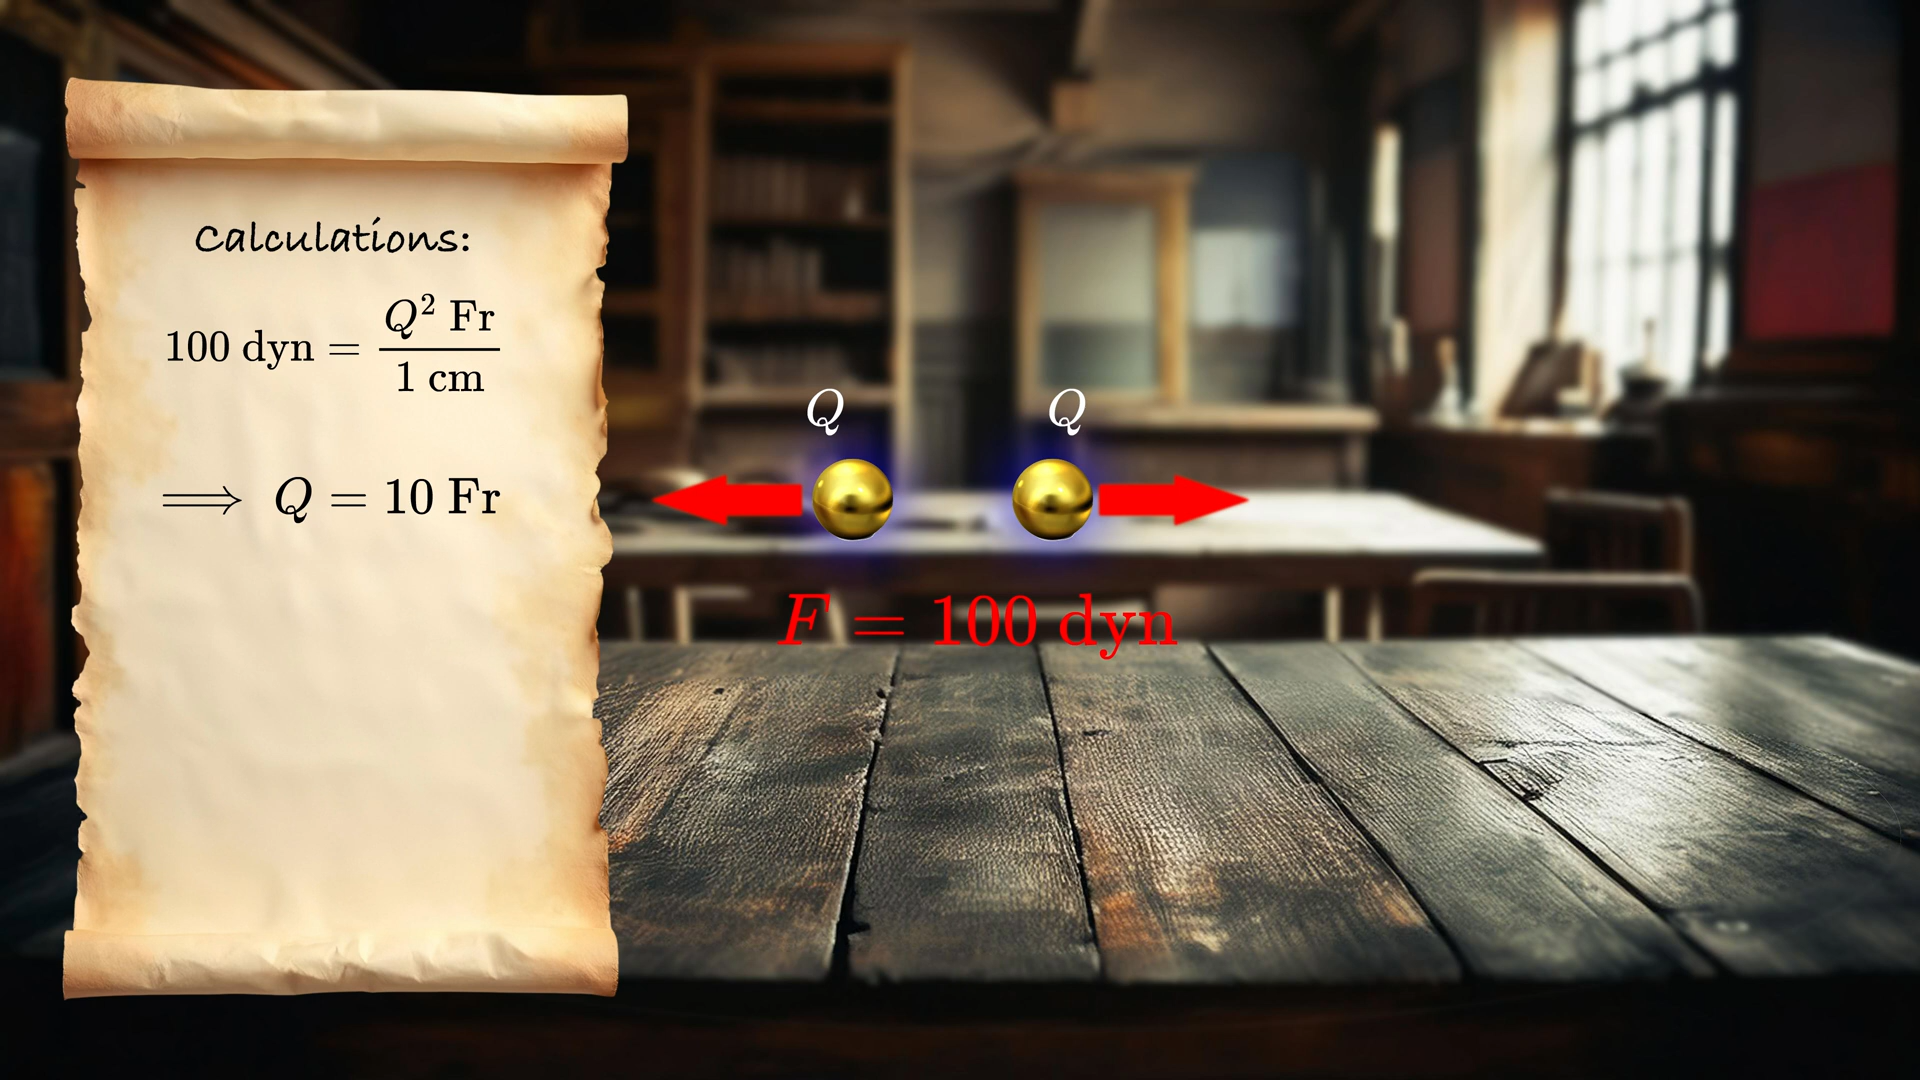 Calculations:
100 dyn = Q² Fr / 1 cm
⟹ Q = 10 Fr
Q Q
F = 100 dyn